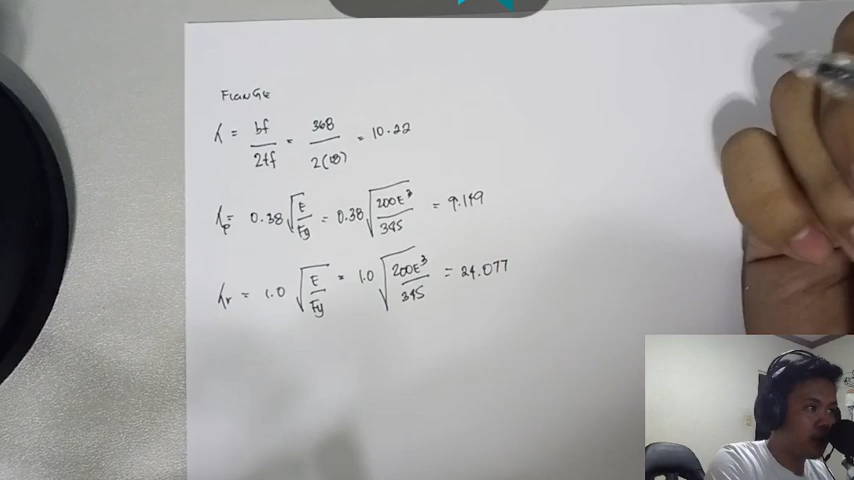 FLANGE
λ = bf / 2tf = 368 / 2(18) = 10.22
λp = 0.38 √(E / Fy) = 0.38 √(200E³ / 345) = 9.149
λr = 1.0 √(E / Fy) = 1.0 √(200E³ / 345) = 24.077